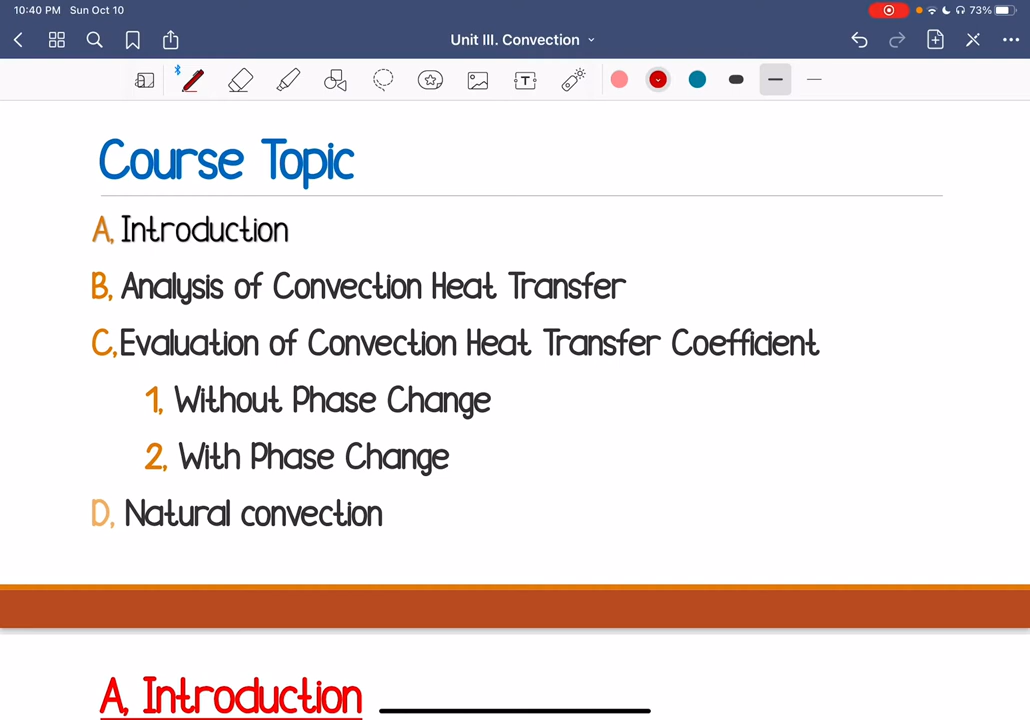 10:40 PM Sun Oct 10 73%
Unit III. Convection
T
Course Topic
A, Introduction
B, Analysis of Convection Heat Transfer
C, Evaluation of Convection Heat Transfer Coefficient
1, Without Phase Change
2, With Phase Change
D, Natural convection
A, Introduction